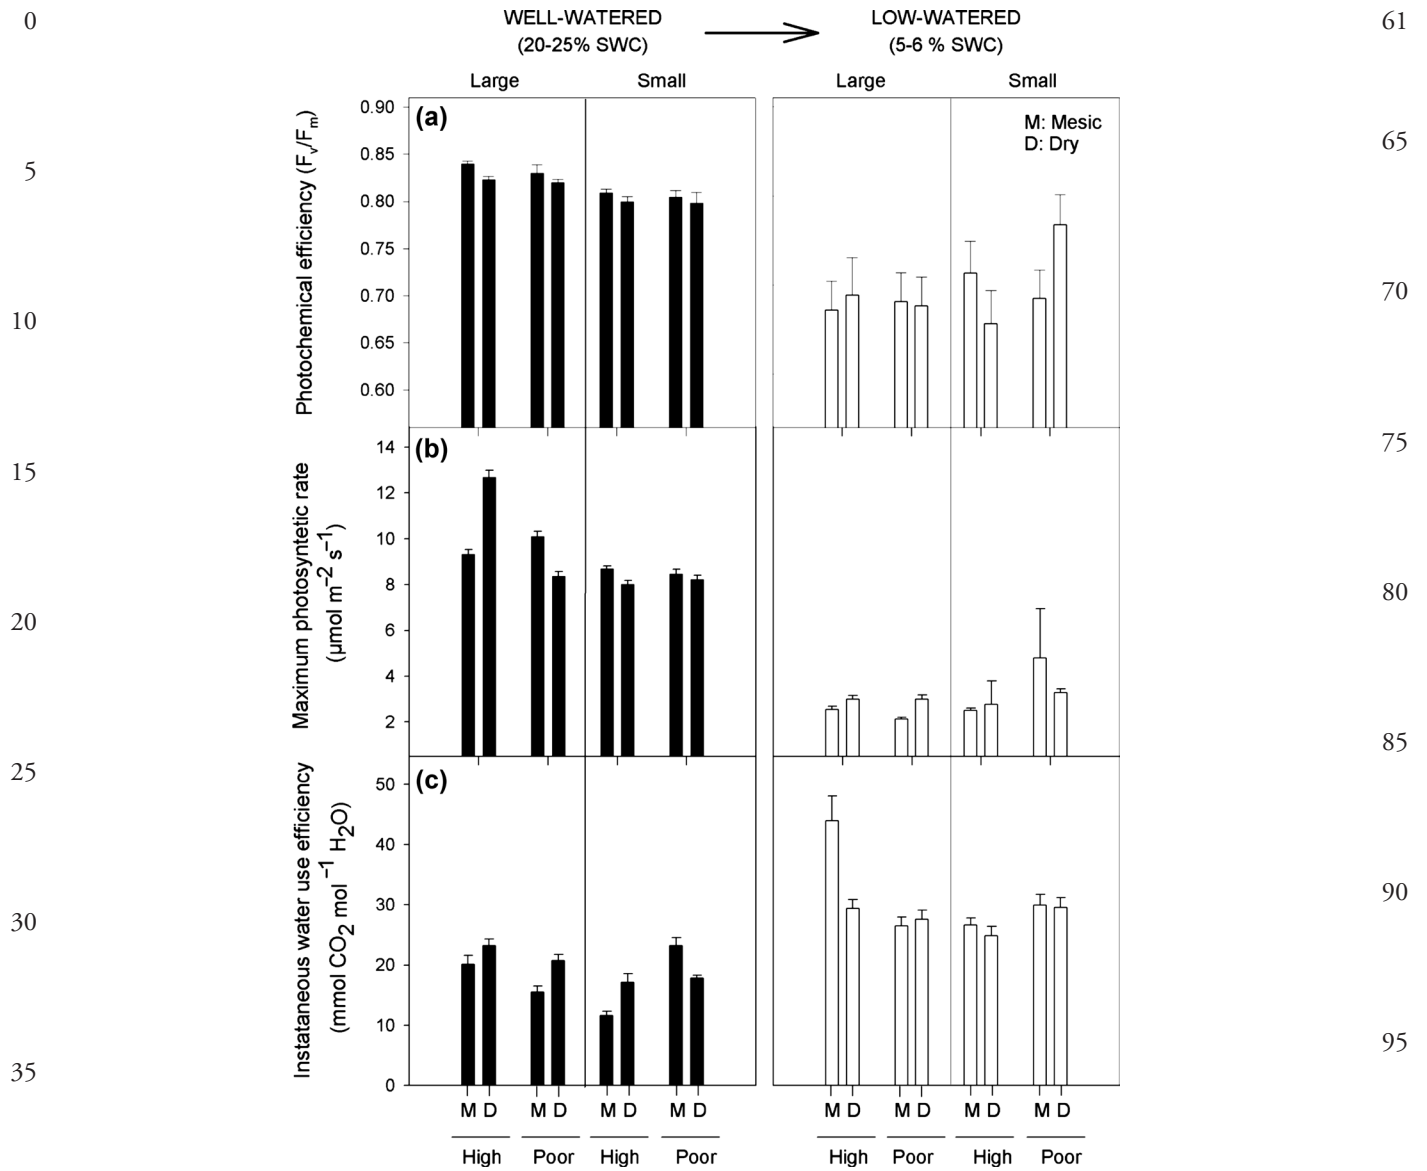 0
5
10
15
20
25
30
35
61
65
70
75
80
85
90
95
WELL-WATERED
(20-25% SWC)
LOW-WATERED
(5-6 % SWC)
Large Small Large Small
(a)
M: Mesic
D: Dry
Photochemical efficiency (Fv/Fm)
0.90
0.85
0.80
0.75
0.70
0.65
0.60
(b)
Maximum photosyntetic rate
(µmol m−2 s−1)
14
12
10
8
6
4
2
(c)
Instataneous water use efficiency
(mmol CO2 mol−1 H2O)
50
40
30
20
10
0
M D M D M D M D M D M D M D M D
High Poor High Poor High Poor High Poor